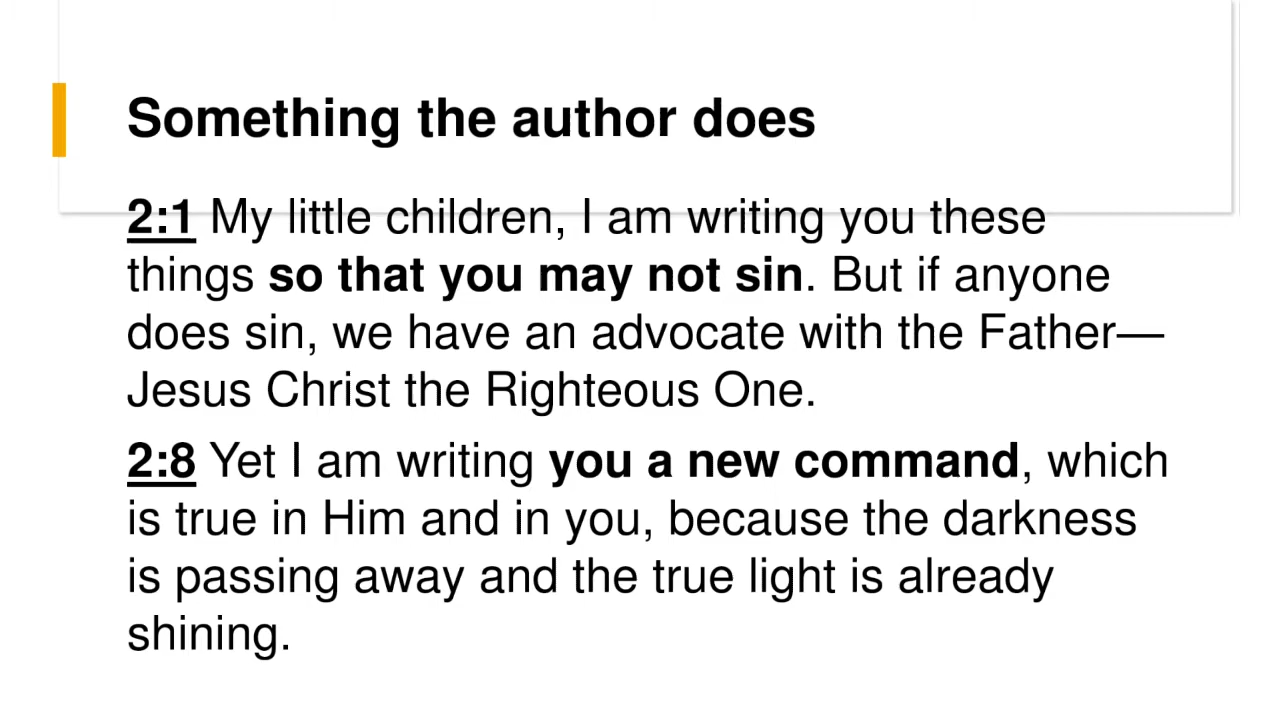 Something the author does
2:1 My little children, I am writing you these
things so that you may not sin. But if anyone
does sin, we have an advocate with the Father—
Jesus Christ the Righteous One.
2:8 Yet I am writing you a new command, which
is true in Him and in you, because the darkness
is passing away and the true light is already
shining.